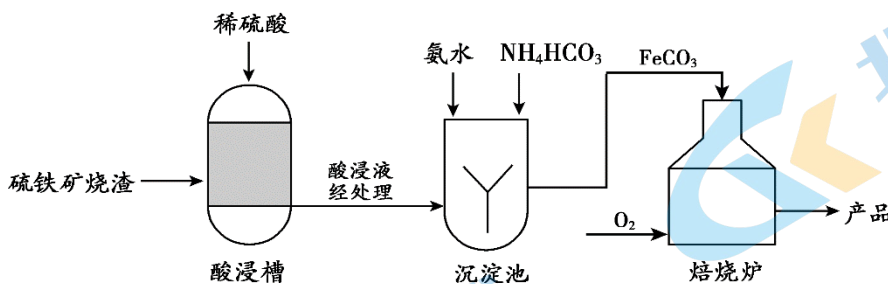 稀硫酸
氨水
NH₄HCO₃
FeCO₃
硫铁矿烧渣
酸浸液
经处理
O₂
产品
酸浸槽
沉淀池
焙烧炉